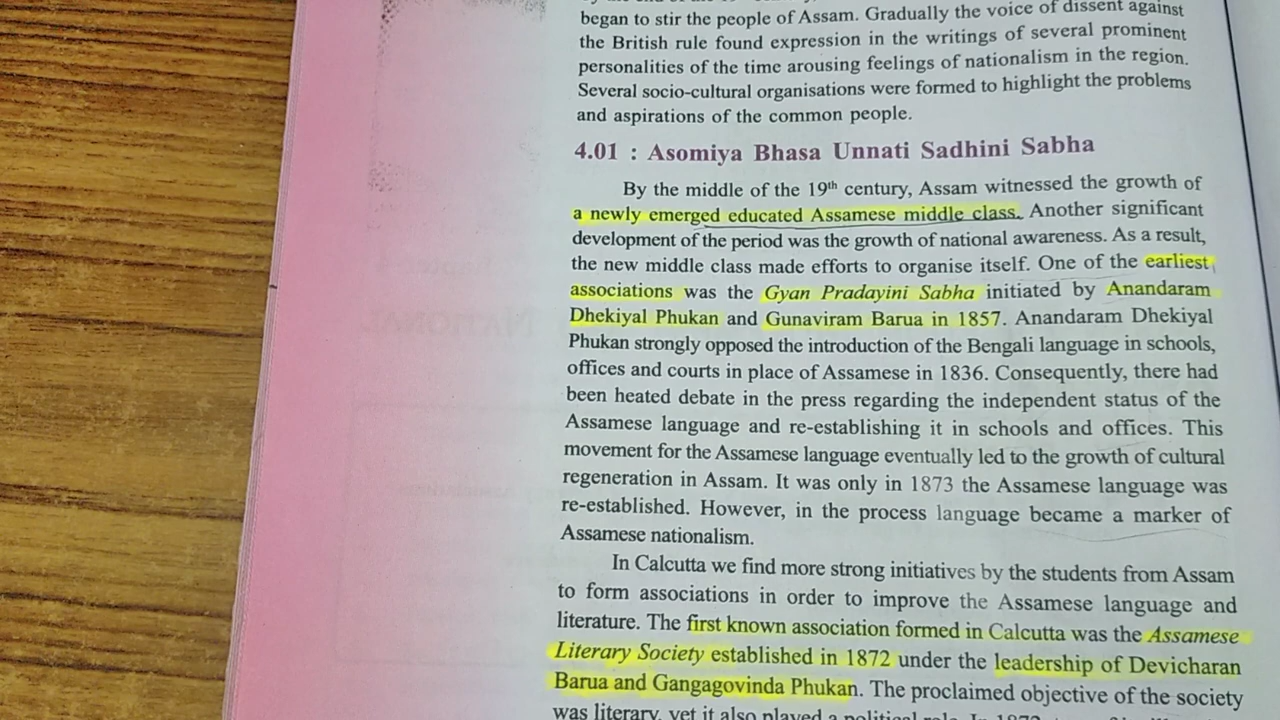 began to stir the people of Assam. Gradually the voice of dissent against
the British rule found expression in the writings of several prominent
personalities of the time arousing feelings of nationalism in the region.
Several socio-cultural organisations were formed to highlight the problems
and aspirations of the common people.
4.01 : Asomiya Bhasa Unnati Sadhini Sabha
By the middle of the 19th century, Assam witnessed the growth of
a newly emerged educated Assamese middle class. Another significant
development of the period was the growth of national awareness. As a result,
the new middle class made efforts to organise itself. One of the earliest
associations was the Gyan Pradayini Sabha initiated by Anandaram
Dhekiyal Phukan and Gunaviram Barua in 1857. Anandaram Dhekiyal
Phukan strongly opposed the introduction of the Bengali language in schools,
offices and courts in place of Assamese in 1836. Consequently, there had
been heated debate in the press regarding the independent status of the
Assamese language and re-establishing it in schools and offices. This
movement for the Assamese language eventually led to the growth of cultural
regeneration in Assam. It was only in 1873 the Assamese language was
re-established. However, in the process language became a marker of
Assamese nationalism.
In Calcutta we find more strong initiatives by the students from Assam
to form associations in order to improve the Assamese language and
literature. The first known association formed in Calcutta was the Assamese
Literary Society established in 1872 under the leadership of Devicharan
Barua and Gangagovinda Phukan. The proclaimed objective of the society
was literary, yet it also played a political role. In